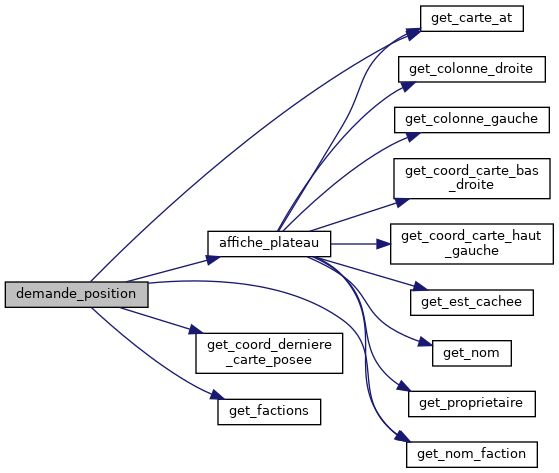 get_carte_at
get_colonne_droite
get_colonne_gauche
get_coord_carte_bas
_droite
affiche_plateau
get_coord_carte_haut
_gauche
demande_position
get_est_cachee
get_coord_derniere
_carte_posee
get_nom
get_proprietaire
get_factions
get_nom_faction